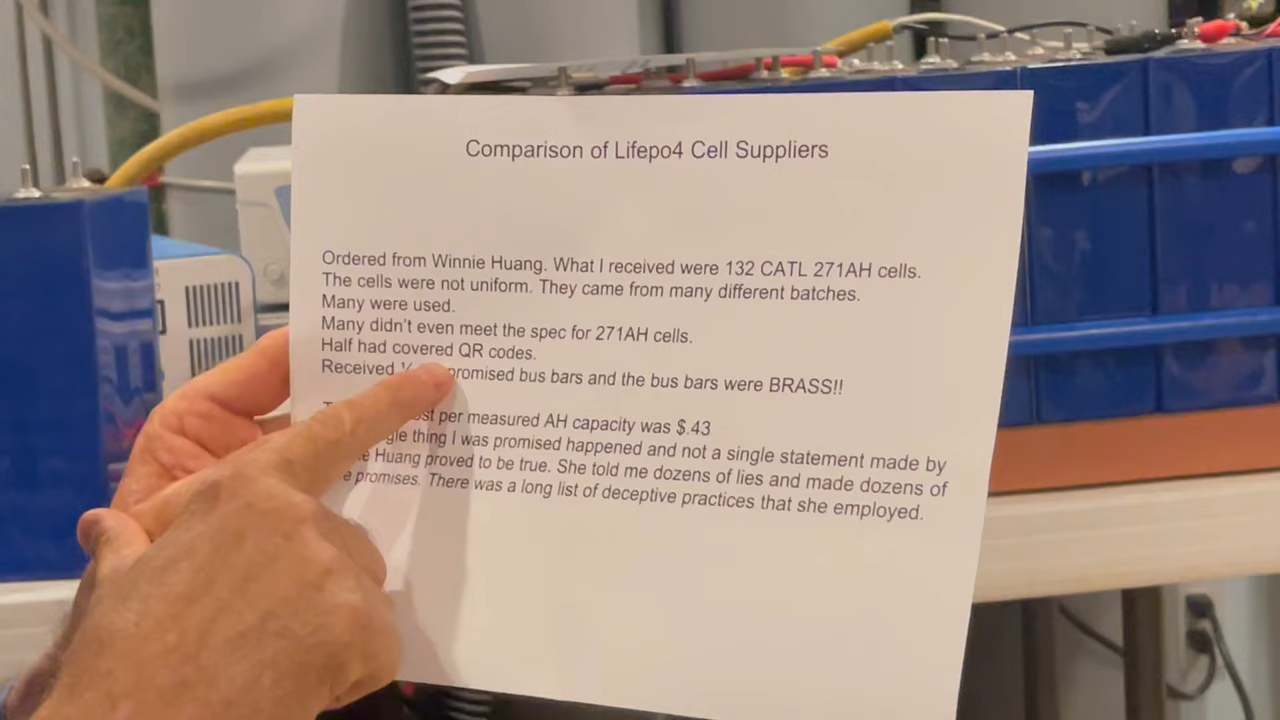 Comparison of Lifepo4 Cell Suppliers
Ordered from Winnie Huang. What I received were 132 CATL 271AH cells.
The cells were not uniform. They came from many different batches.
Many were used.
Many didn't even meet the spec for 271AH cells.
Half had covered QR codes.
Received promised bus bars and the bus bars were BRASS!!
per measured AH capacity was $.43
thing I was promised happened and not a single statement made by
Huang proved to be true. She told me dozens of lies and made dozens of
promises. There was a long list of deceptive practices that she employed.